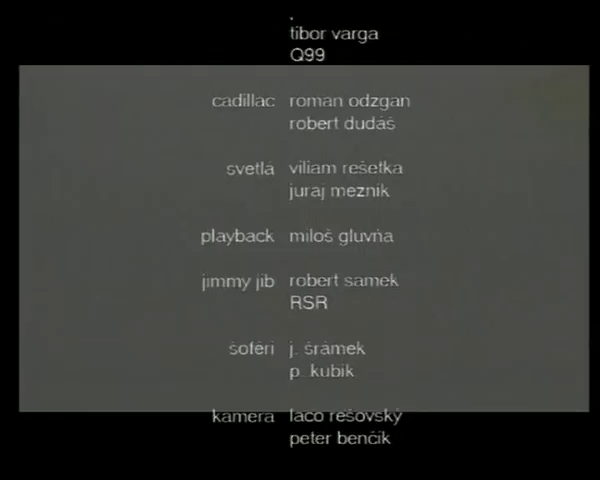 tibor varga
Q99
cadillac roman odzgan
robert dudáš
svetlá viliam rešetka
juraj mezník
playback miloš gluvňa
jimmy jib robert samek
RSR
šoféri j. šrámek
p. kubik
kamera laco rešovský
peter benčík